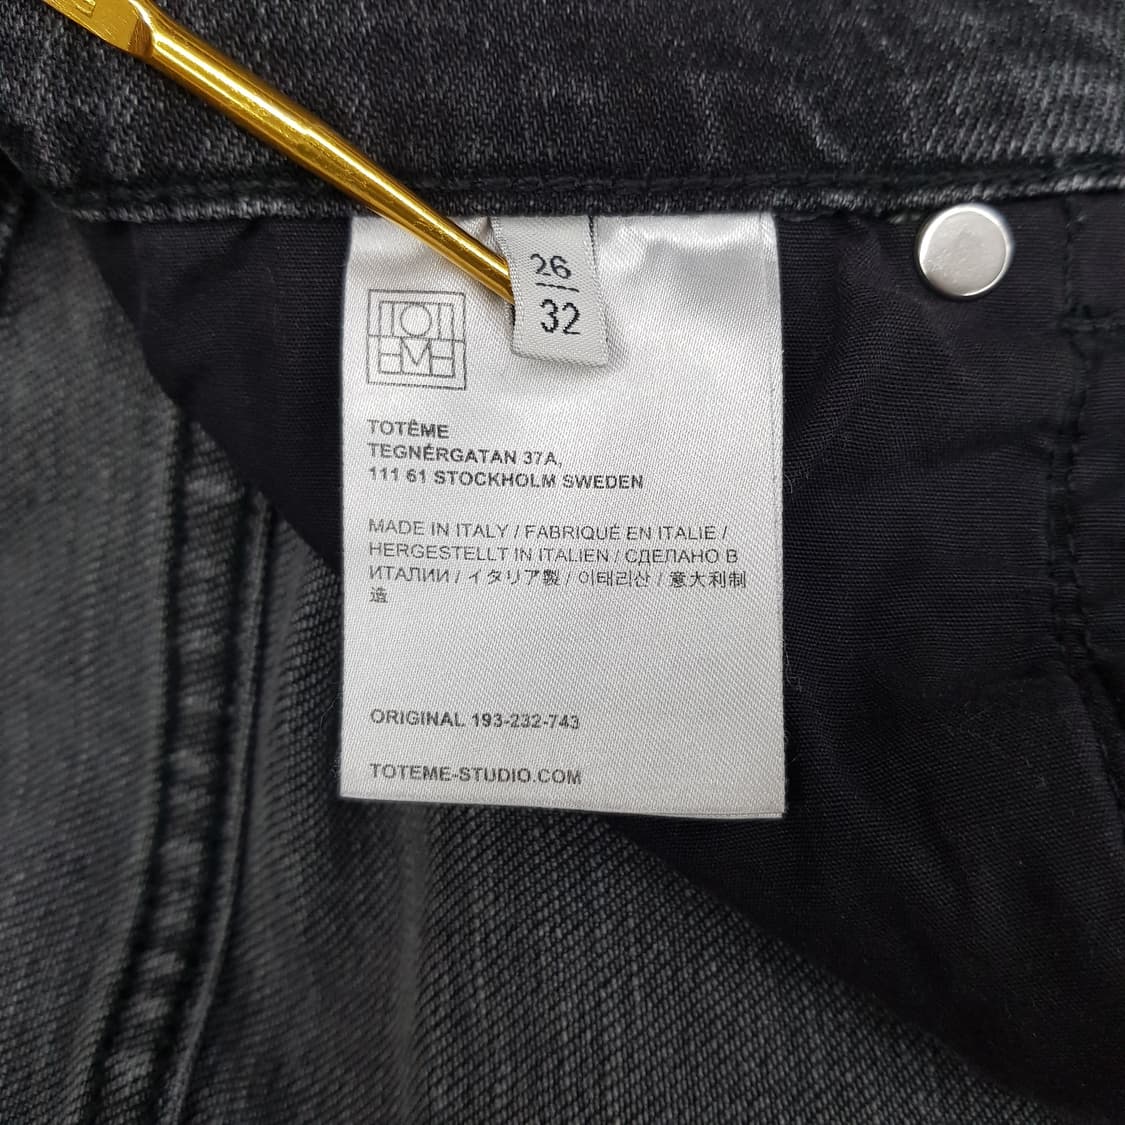 26
32
TOTÊME
TEGNÉRGATAN 37A,
111 61 STOCKHOLM SWEDEN
MADE IN ITALY / FABRIQUÉ EN ITALIE /
HERGESTELLT IN ITALIEN / СДЕЛАНО В
ИТАЛИИ / イタリア製 / 이태리산 / 意大利制
造
ORIGINAL 193-232-743
TOTEME-STUDIO.COM